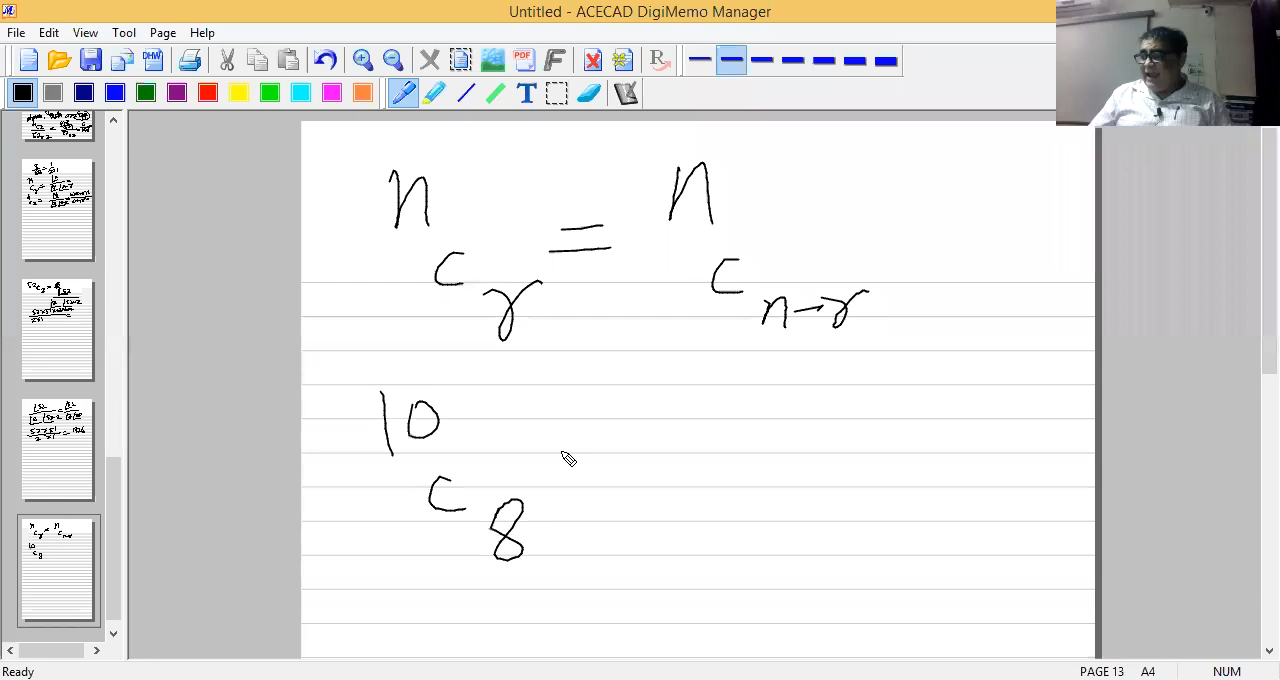 Untitled - ACECAD DigiMemo Manager
File Edit View Tool Page Help
n c r = n c n-r
10 c 8
Ready
PAGE 13 A4 NUM